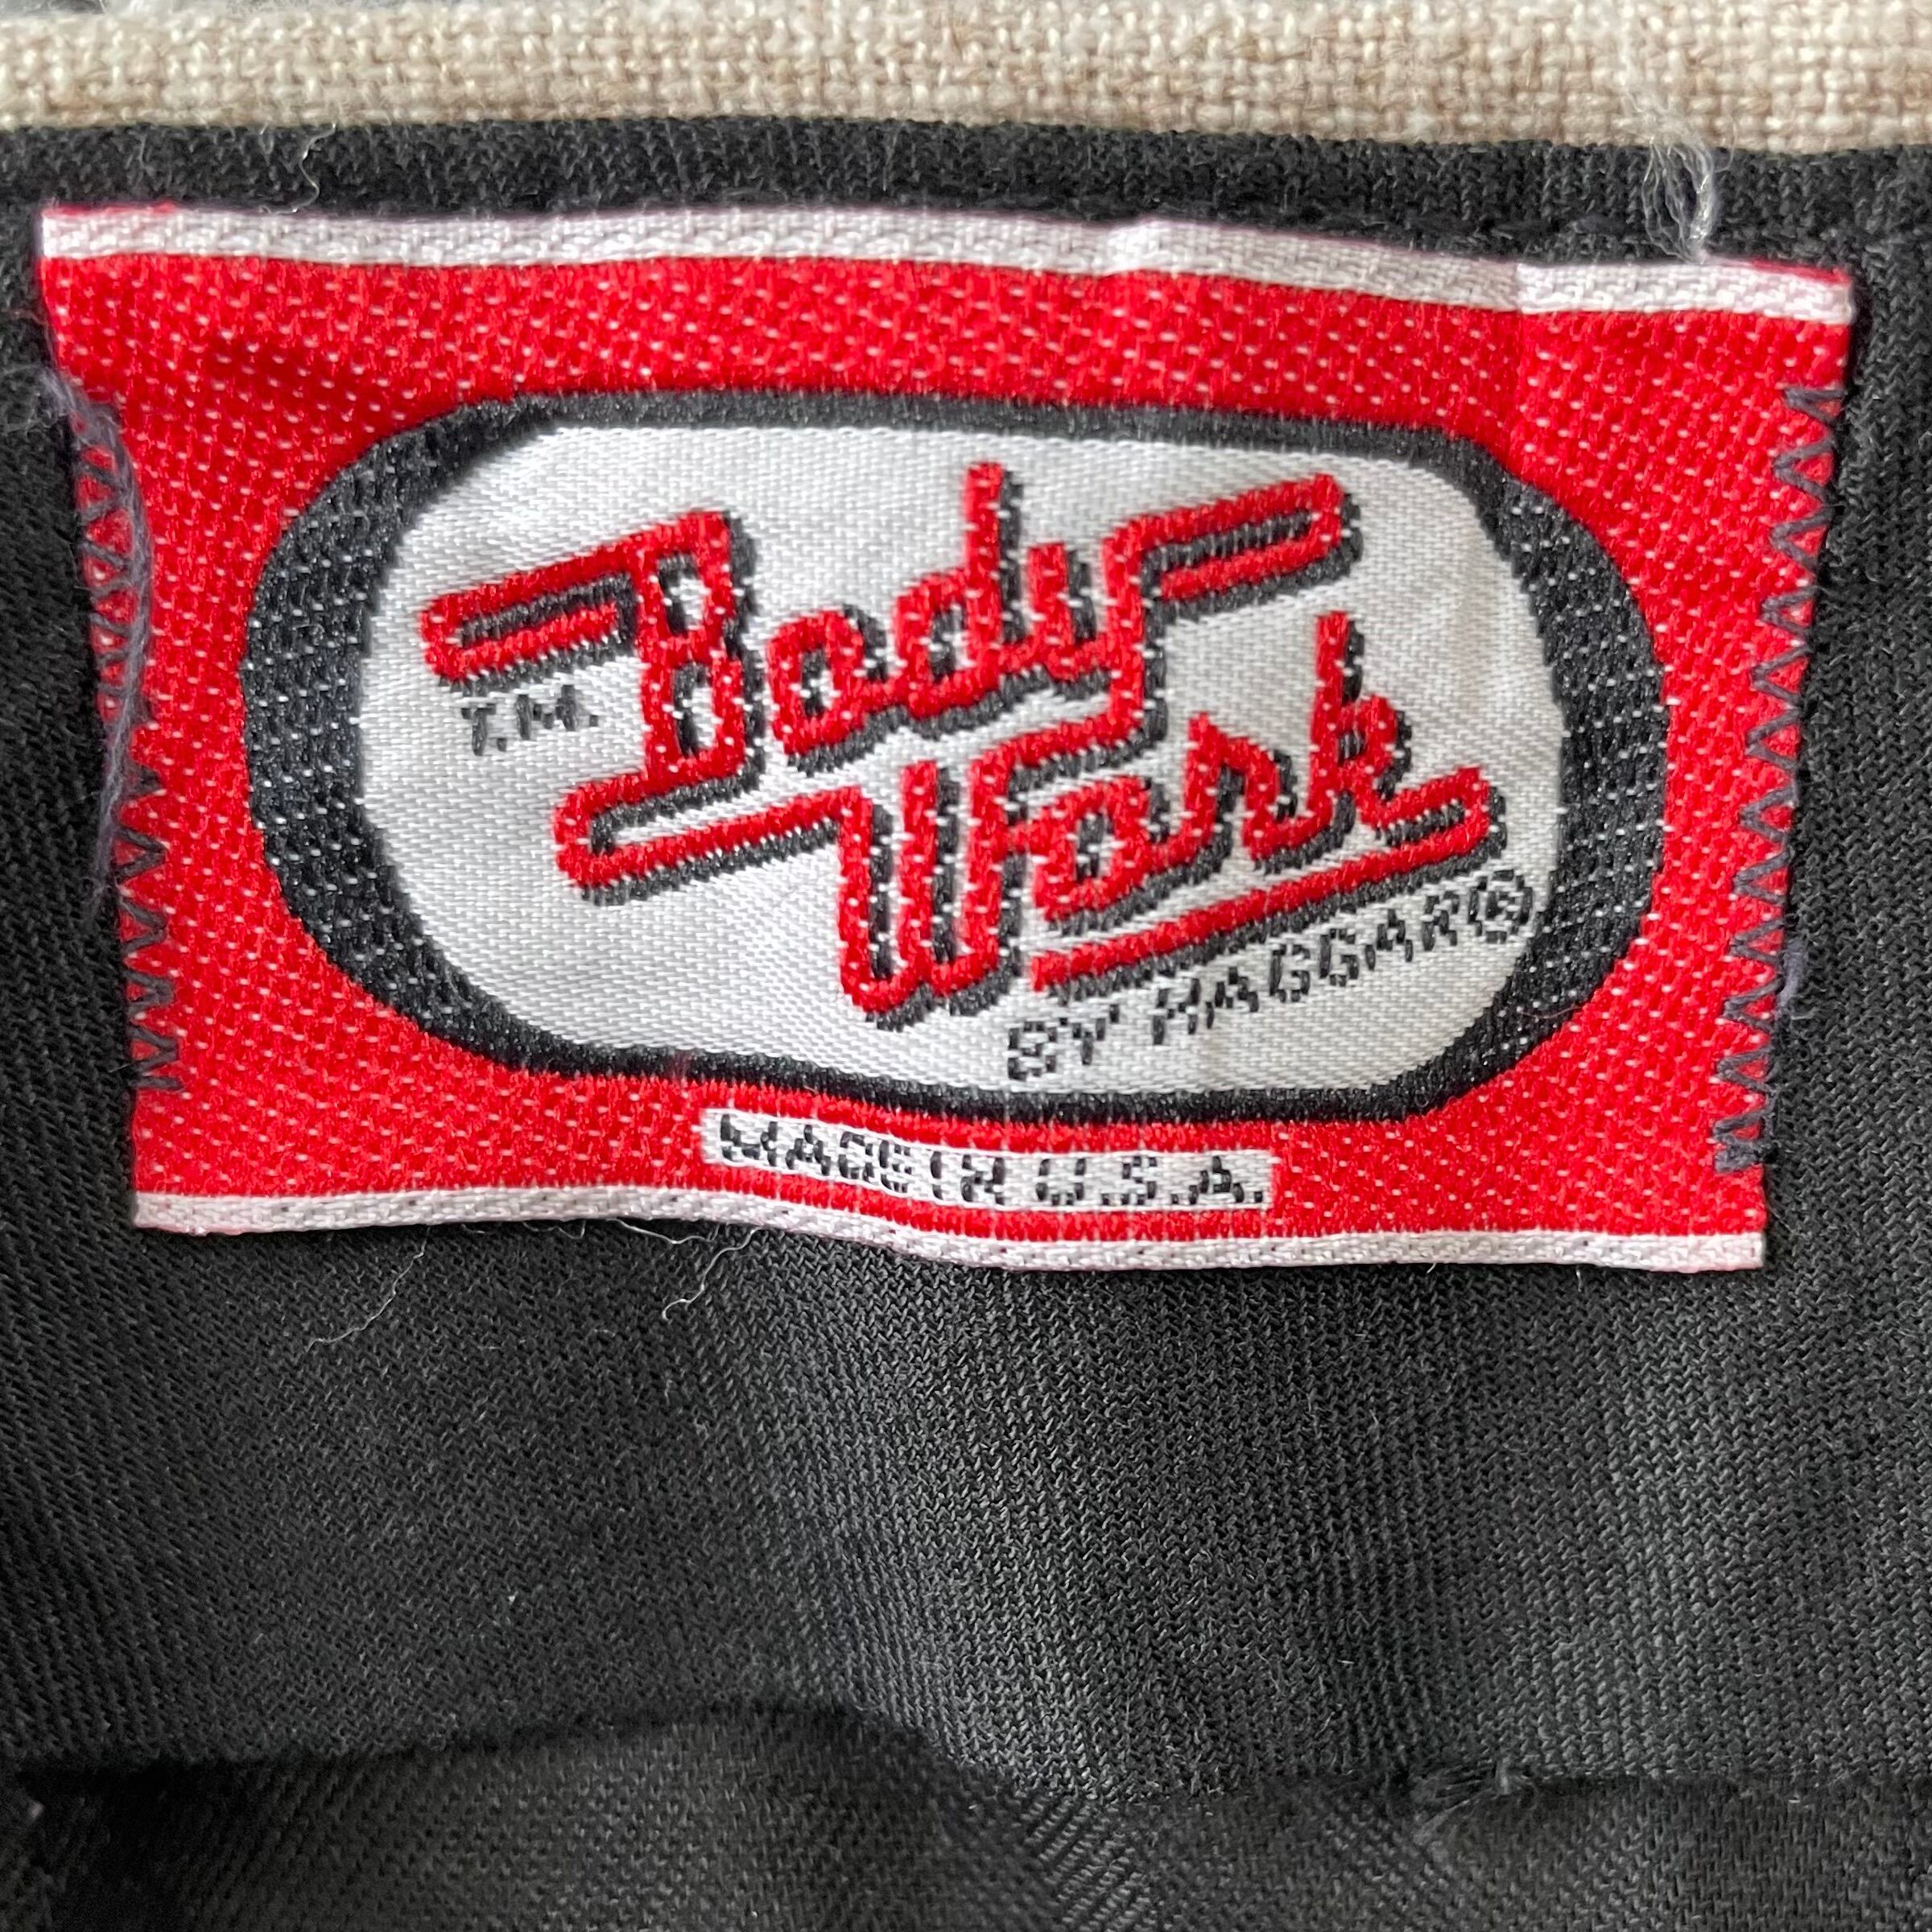 Body
T.M.
Work
BY HAGGAR®
MADE IN U.S.A.